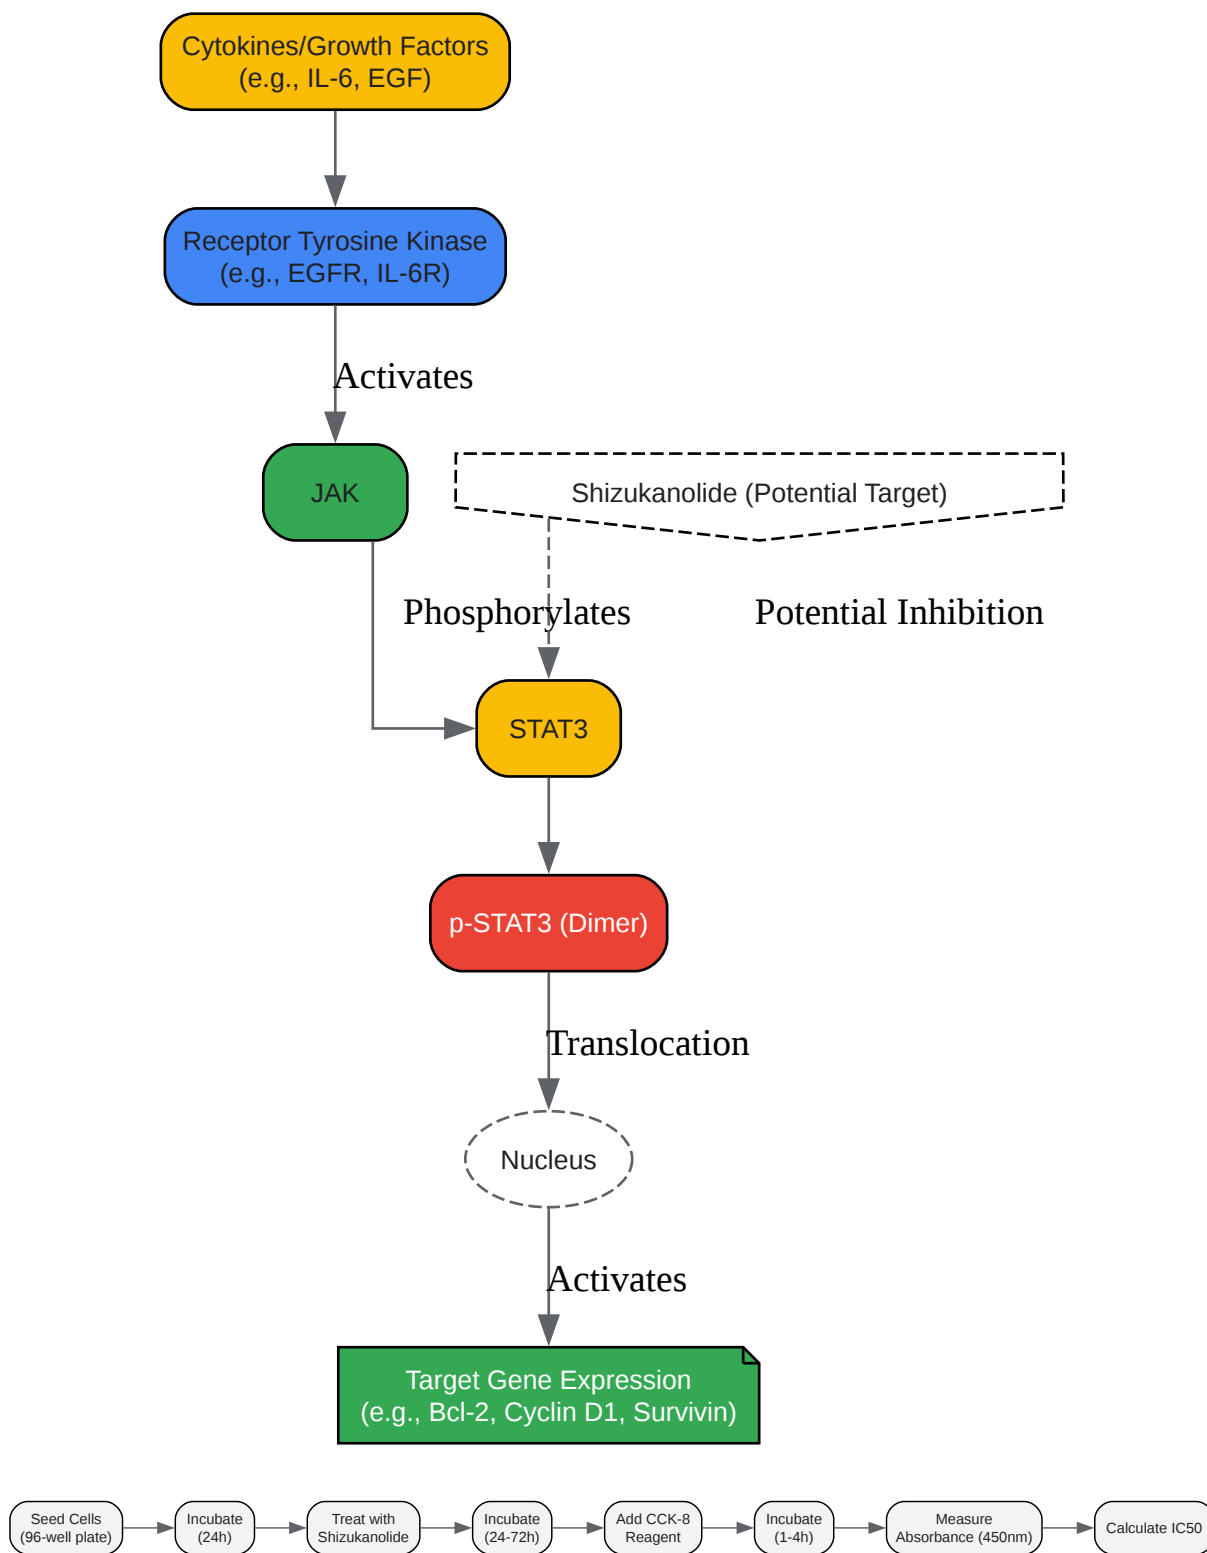 Cytokines/Growth Factors
(e.g., IL-6, EGF)
Receptor Tyrosine Kinase
(e.g., EGFR, IL-6R)
Activates
JAK
Shizukanolide (Potential Target)
Phosphorylates
Potential Inhibition
STAT3
p-STAT3 (Dimer)
Translocation
Nucleus
Activates
Target Gene Expression
(e.g., Bcl-2, Cyclin D1, Survivin)
Seed Cells
(96-well plate)
Incubate
(24h)
Treat with
Shizukanolide
Incubate
(24-72h)
Add CCK-8
Reagent
Incubate
(1-4h)
Measure
Absorbance (450nm)
Calculate IC50